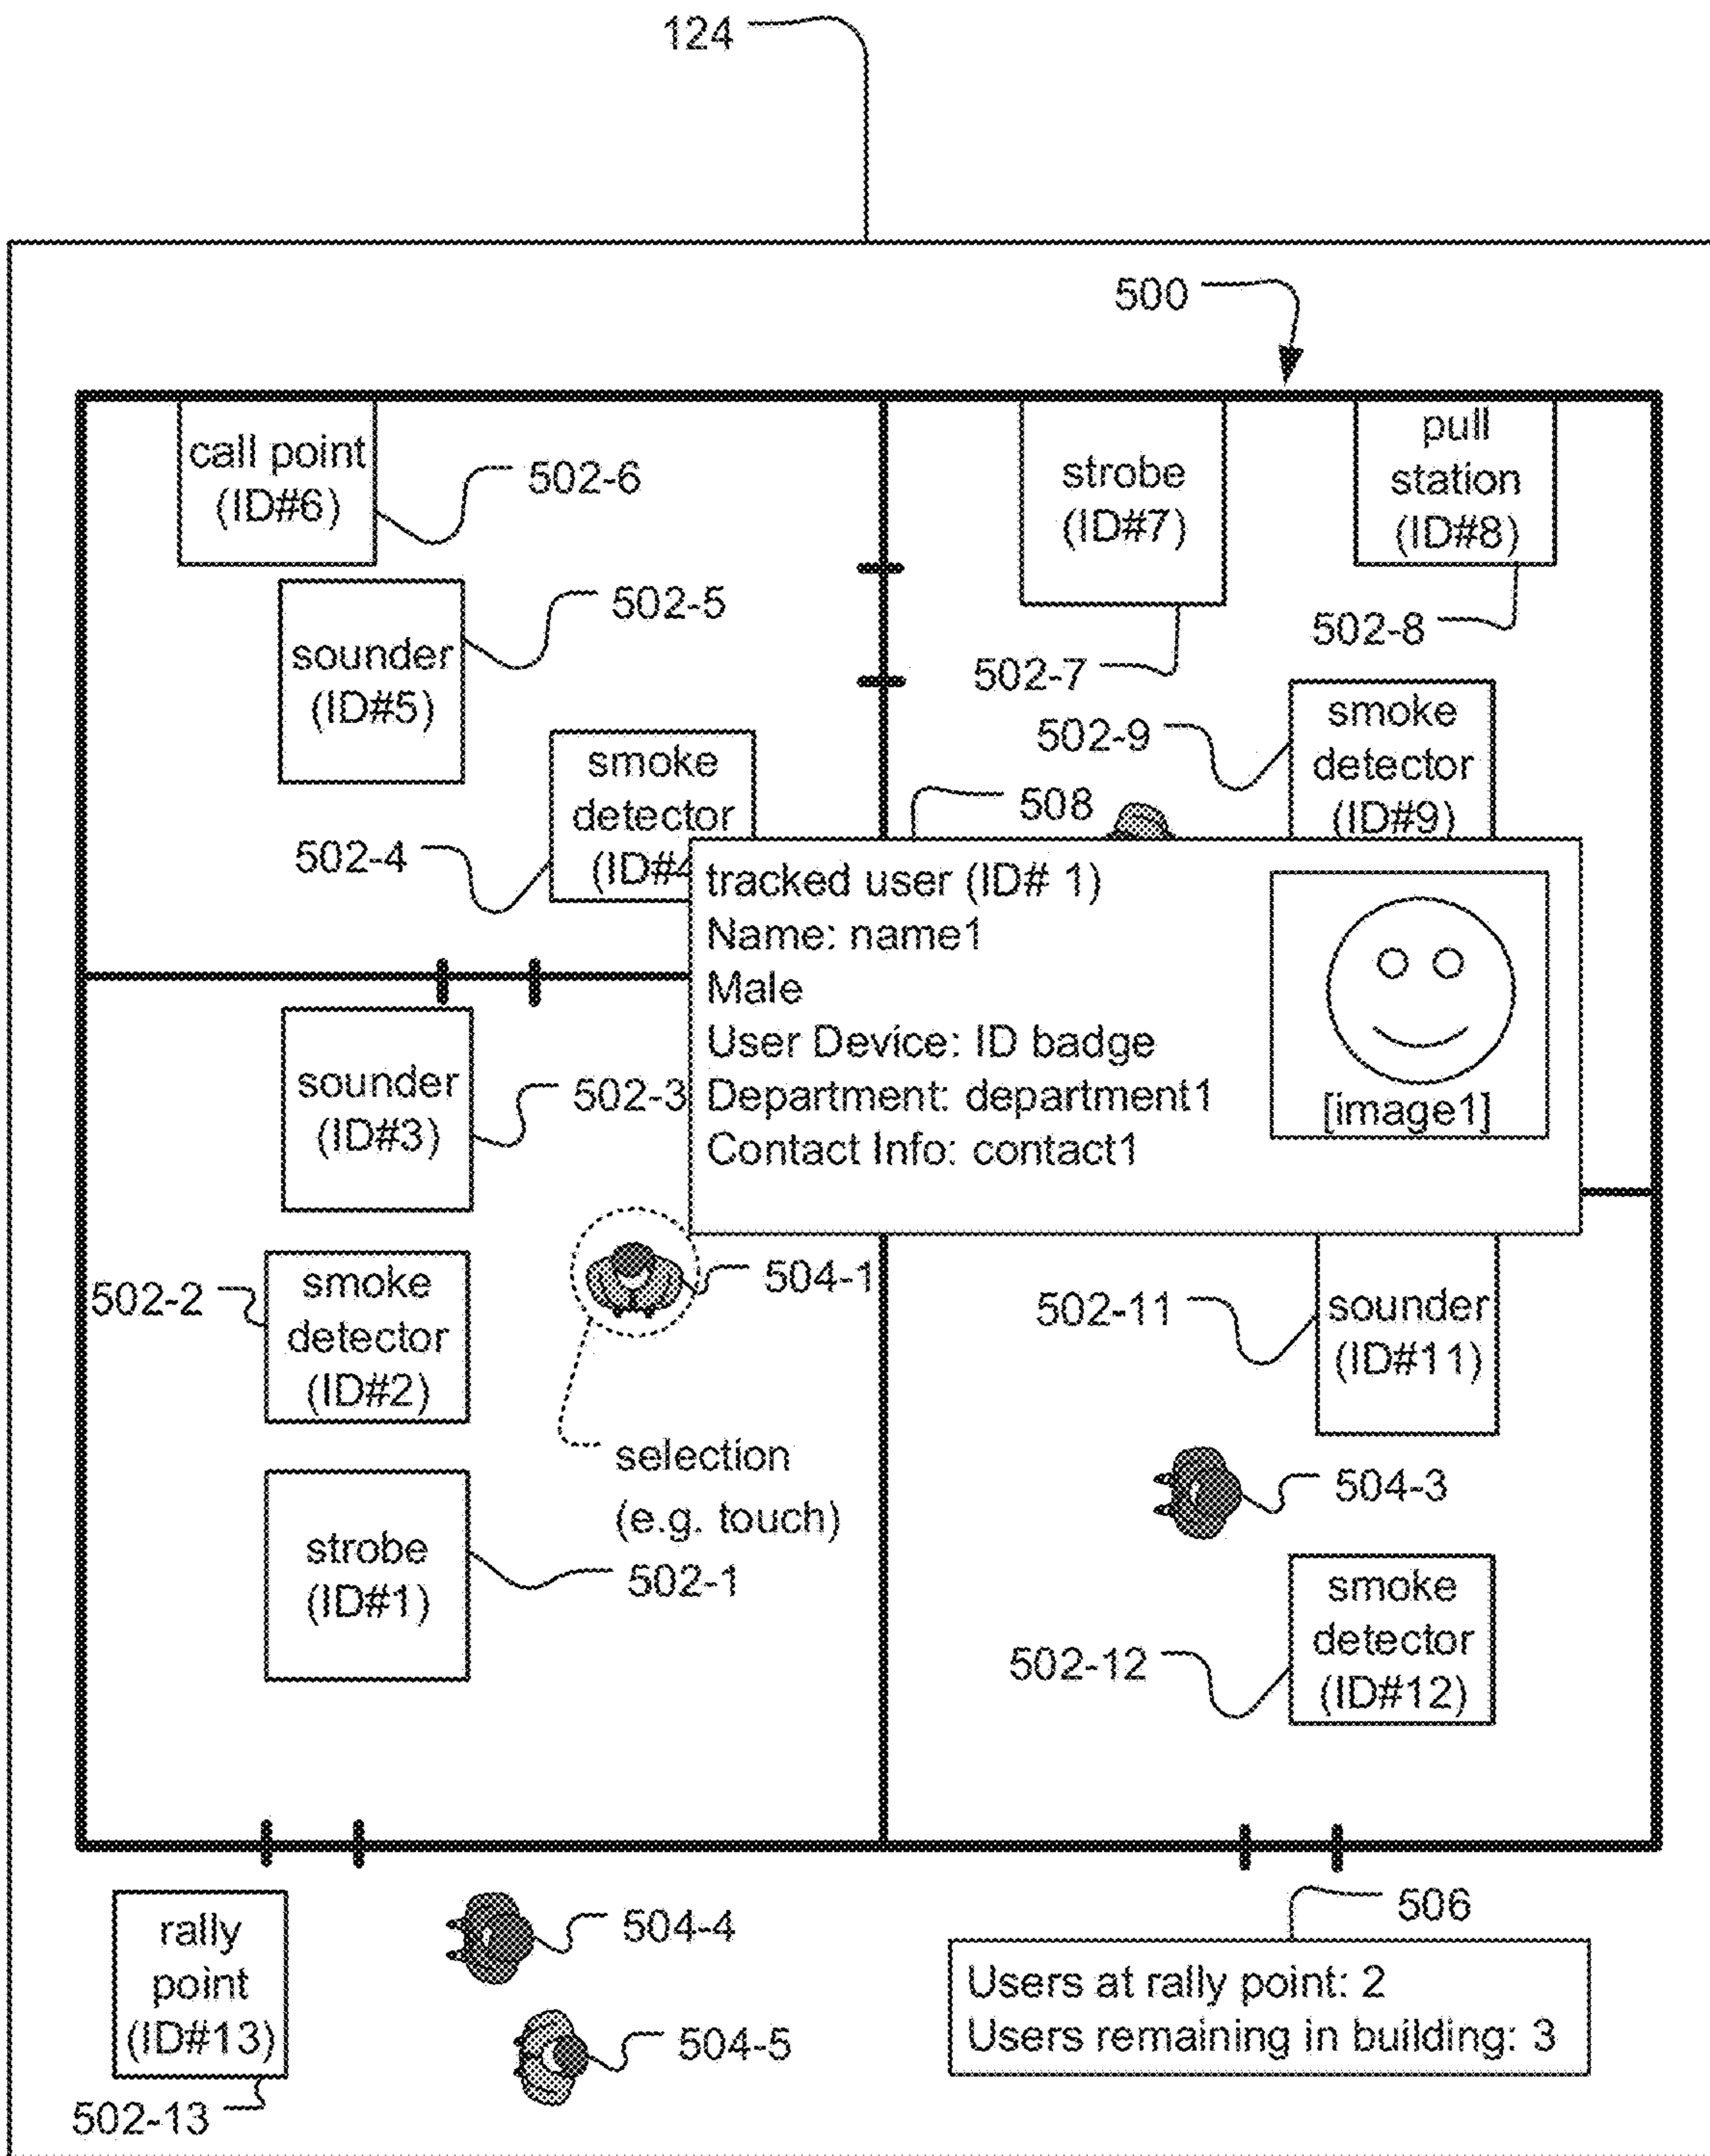 124
500
call point
(ID#6)
502-6
strobe
(ID#7)
pull
station
(ID#8)
sounder
(ID#5)
502-5
502-7
502-8
smoke
detector
(ID#4
502-4
502-9
smoke
detector
(ID#9)
508
tracked user (ID# 1)
Name: name1
Male
User Device: ID badge
Department: department1
Contact Info: contact1
[image1]
sounder
(ID#3)
502-3
502-2
smoke
detector
(ID#2)
504-1
selection
(e.g. touch)
502-11
sounder
(ID#11)
strobe
(ID#1)
502-1
504-3
502-12
smoke
detector
(ID#12)
rally
point
(ID#13)
502-13
504-4
504-5
506
Users at rally point: 2
Users remaining in building: 3